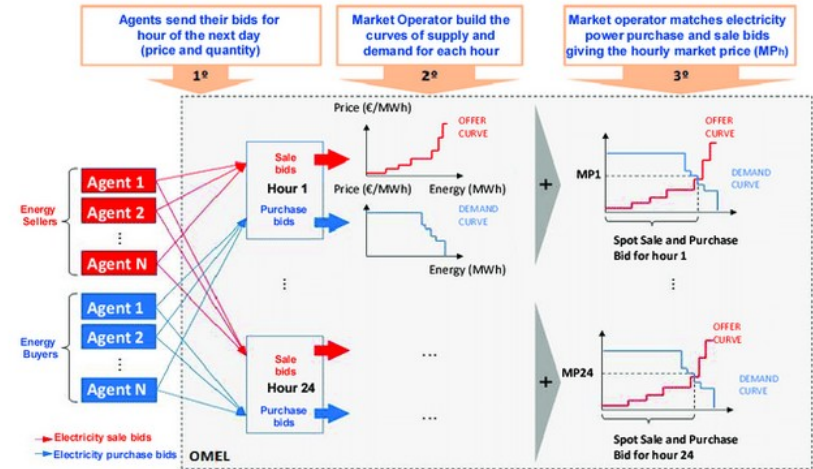 Agents send their bids for
hour of the next day
(price and quantity)
Market Operator build the
curves of supply and
demand for each hour
Market operator matches electricity
power purchase and sale bids
giving the hourly market price (MPh)
1º
2º
3º
Energy
Sellers
Agent 1
Agent 2
⋮
Agent N
Energy
Buyers
Agent 1
Agent 2
⋮
Agent N
Electricity sale bids
Electricity purchase bids
OMEL
Sale
bids
Hour 1
Purchase
bids
⋮
Sale
bids
Hour 24
Purchase
bids
Price (€/MWh)
OFFER
CURVE
Energy (MWh)
Price (€/MWh)
DEMAND
CURVE
Energy (MWh)
⋮
...
...
+
+
MP1
OFFER
CURVE
DEMAND
CURVE
Spot Sale and Purchase
Bid for hour 1
⋮
MP24
OFFER
CURVE
DEMAND
CURVE
Spot Sale and Purchase
Bid for hour 24